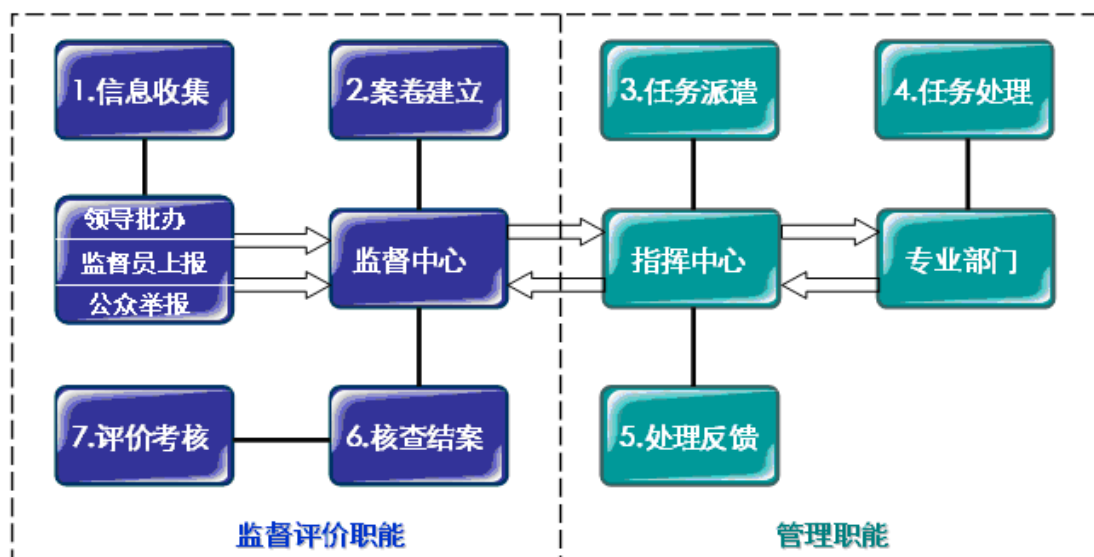 1.信息收集
2.案卷建立
3.任务派遣
4.任务处理
领导批办
监督员上报
公众举报
监督中心
指挥中心
专业部门
7.评价考核
6.核查结案
5.处理反馈
监督评价职能
管理职能